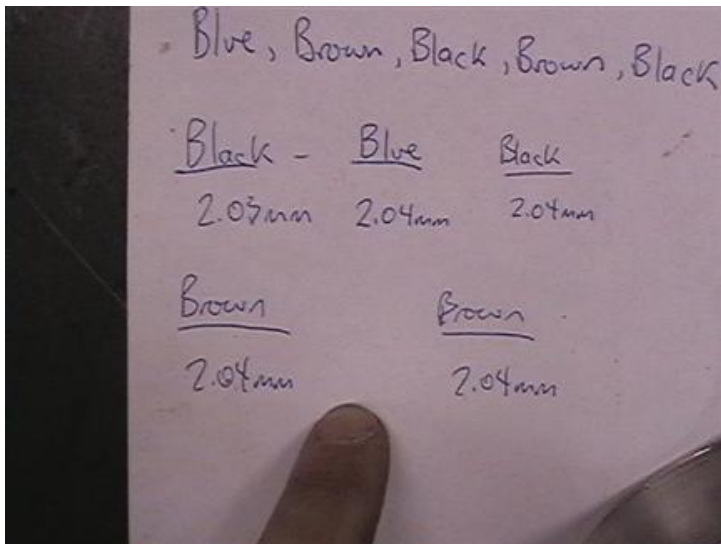 Blue, Brown, Black, Brown, Black
Black - Blue Black
2.03mm 2.04mm 2.04mm
Brown Brown
2.04mm 2.04mm